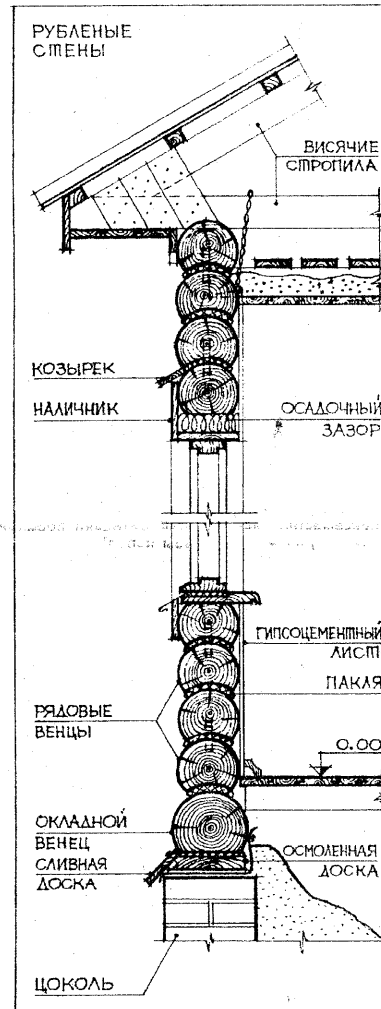 РУБЛЕНЫЕ
СТЕНЫ
ВИСЯЧИЕ
СТРОПИЛА
КОЗЫРЕК
НАЛИЧНИК
ОСАДОЧНЫЙ
ЗАЗОР
ГИПСОЦЕМЕНТНЫЙ
ЛИСТ
ПАКЛЯ
РЯДОВЫЕ
ВЕНЦЫ
0.00
ОКЛАДНОЙ
ВЕНЕЦ
СЛИВНАЯ
ДОСКА
ОСМОЛЕННАЯ
ДОСКА
ЦОКОЛЬ